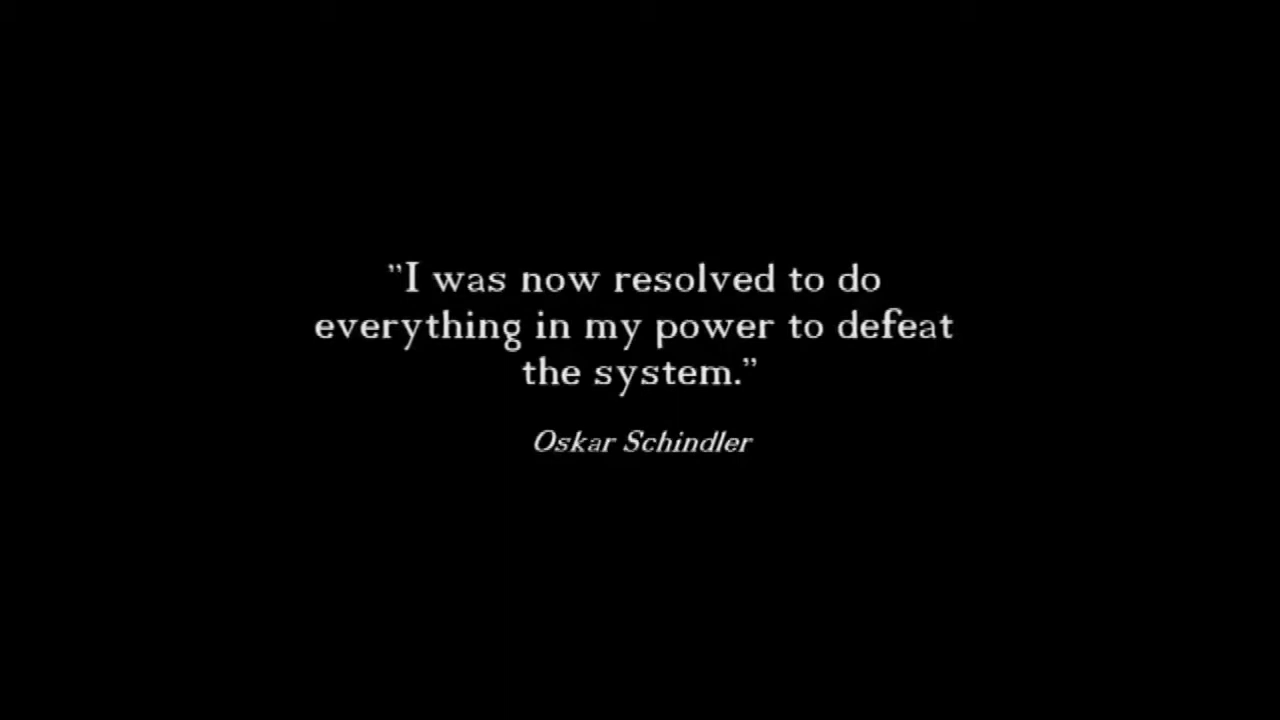 "I was now resolved to do
everything in my power to defeat
the system."
Oskar Schindler